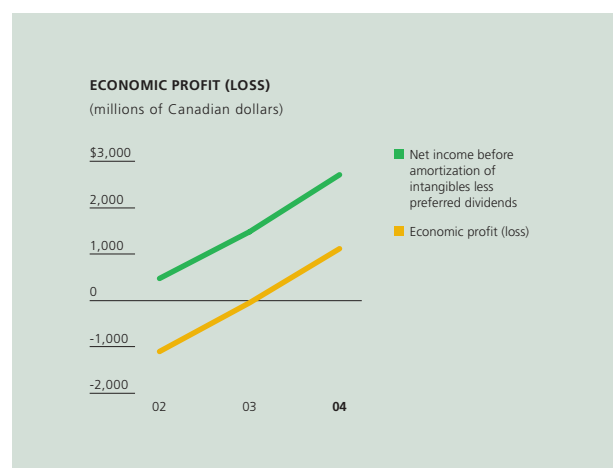 ECONOMIC PROFIT (LOSS)
(millions of Canadian dollars)
$3,000
2,000
1,000
0
-1,000
-2,000
02 03 04
Net income before
amortization of
intangibles less
preferred dividends
Economic profit (loss)